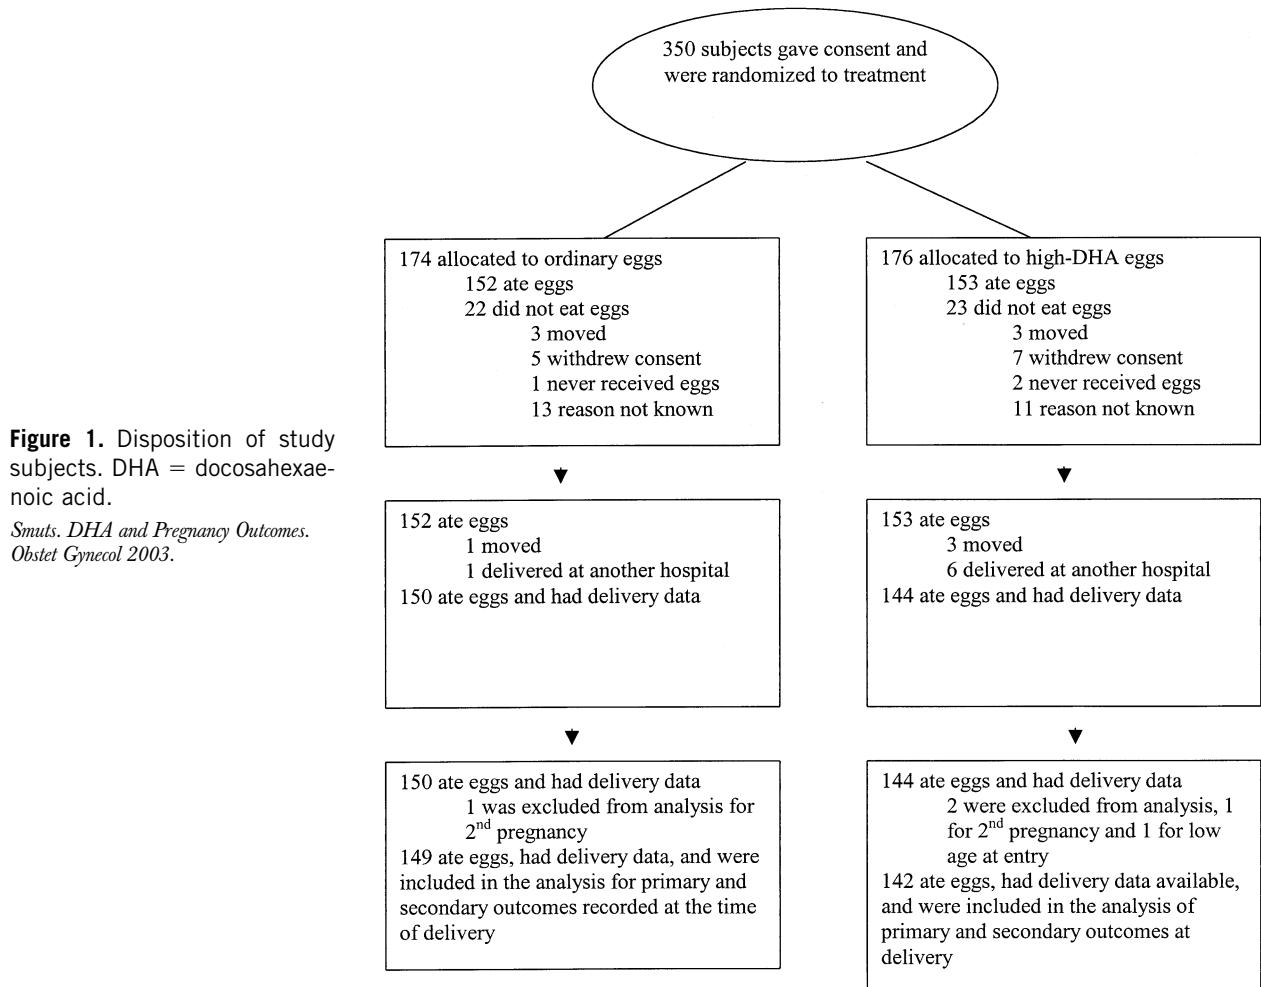 350 subjects gave consent and
were randomized to treatment
174 allocated to ordinary eggs
152 ate eggs
22 did not eat eggs
3 moved
5 withdrew consent
1 never received eggs
13 reason not known
176 allocated to high-DHA eggs
153 ate eggs
23 did not eat eggs
3 moved
7 withdrew consent
2 never received eggs
11 reason not known
Figure 1. Disposition of study
subjects. DHA = docosahexae-
noic acid.
Smuts. DHA and Pregnancy Outcomes.
Obstet Gynecol 2003.
152 ate eggs
1 moved
1 delivered at another hospital
150 ate eggs and had delivery data
153 ate eggs
3 moved
6 delivered at another hospital
144 ate eggs and had delivery data
150 ate eggs and had delivery data
1 was excluded from analysis for
2nd pregnancy
149 ate eggs, had delivery data, and were
included in the analysis for primary and
secondary outcomes recorded at the time
of delivery
144 ate eggs and had delivery data
2 were excluded from analysis, 1
for 2nd pregnancy and 1 for low
age at entry
142 ate eggs, had delivery data available,
and were included in the analysis of
primary and secondary outcomes at
delivery